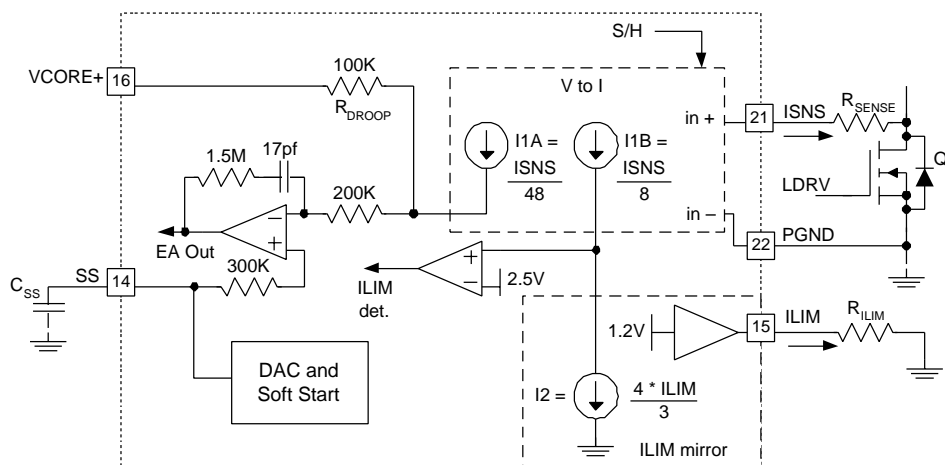 S/H
VCORE+
16
100K
R_DROOP
V to I
in +
21
ISNS
R_SENSE
I1A =
ISNS
48
I1B =
ISNS
8
1.5M
17pf
200K
LDRV
Q
−
+
EA Out
in −
22
PGND
SS
14
C_SS
300K
+
−
2.5V
ILIM
det.
1.2V
15
ILIM
R_ILIM
DAC and
Soft Start
I2 =
4 * ILIM
3
ILIM mirror